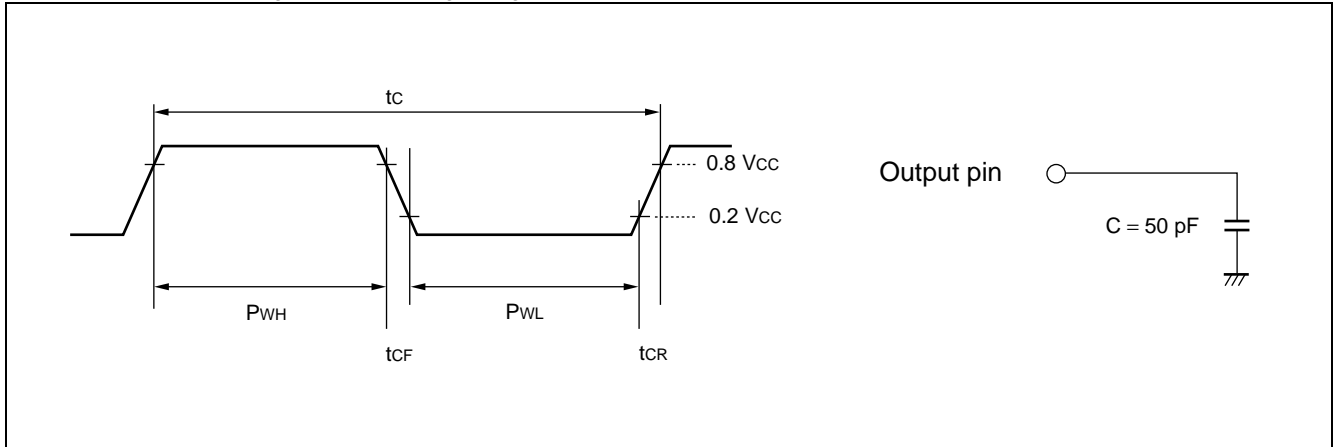 tC
0.8 VCC
0.2 VCC
PWH
PWL
tCF
tCR
Output pin
C = 50 pF